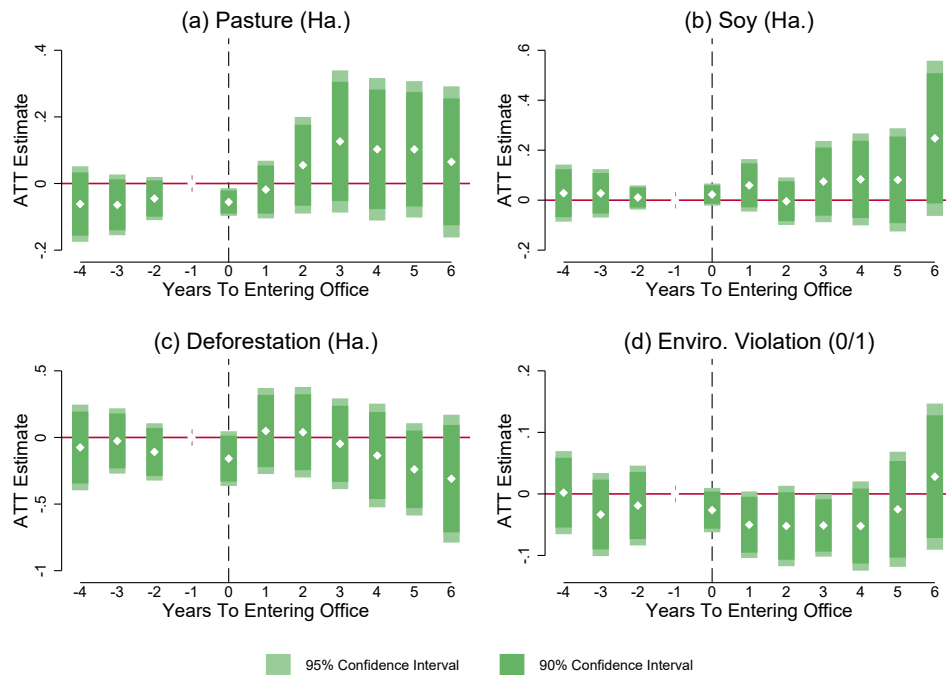 (a) Pasture (Ha.)
ATT Estimate
.4
.2
0
-.2
-4 -3 -2 -1 0 1 2 3 4 5 6
Years To Entering Office
(b) Soy (Ha.)
ATT Estimate
.6
.4
.2
0
-.2
-4 -3 -2 -1 0 1 2 3 4 5 6
Years To Entering Office
(c) Deforestation (Ha.)
ATT Estimate
.5
0
-.5
-1
-4 -3 -2 -1 0 1 2 3 4 5 6
Years To Entering Office
(d) Enviro. Violation (0/1)
ATT Estimate
.2
.1
0
-.1
-4 -3 -2 -1 0 1 2 3 4 5 6
Years To Entering Office
95% Confidence Interval
90% Confidence Interval